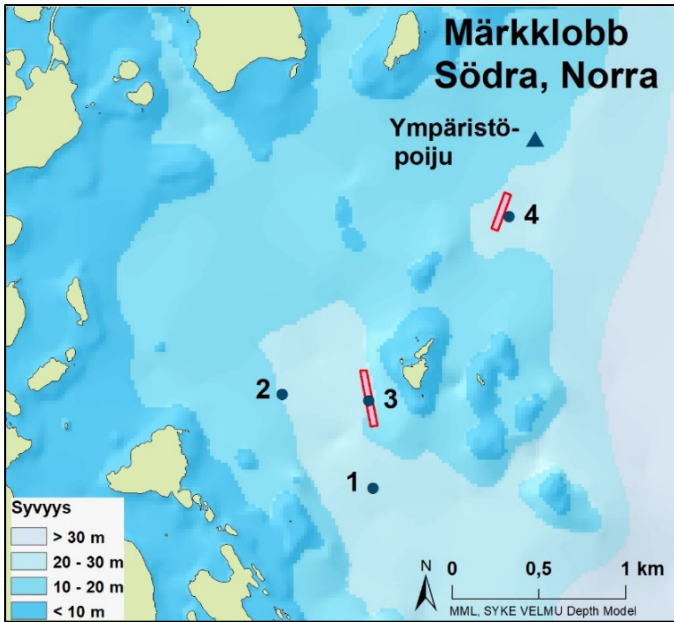 Märkklobb
Södra, Norra
Ympäristö-
poiju
4
2
3
1
Syvyys
> 30 m
20 - 30 m
10 - 20 m
< 10 m
N
0 0,5 1 km
MML, SYKE VELMU Depth Model